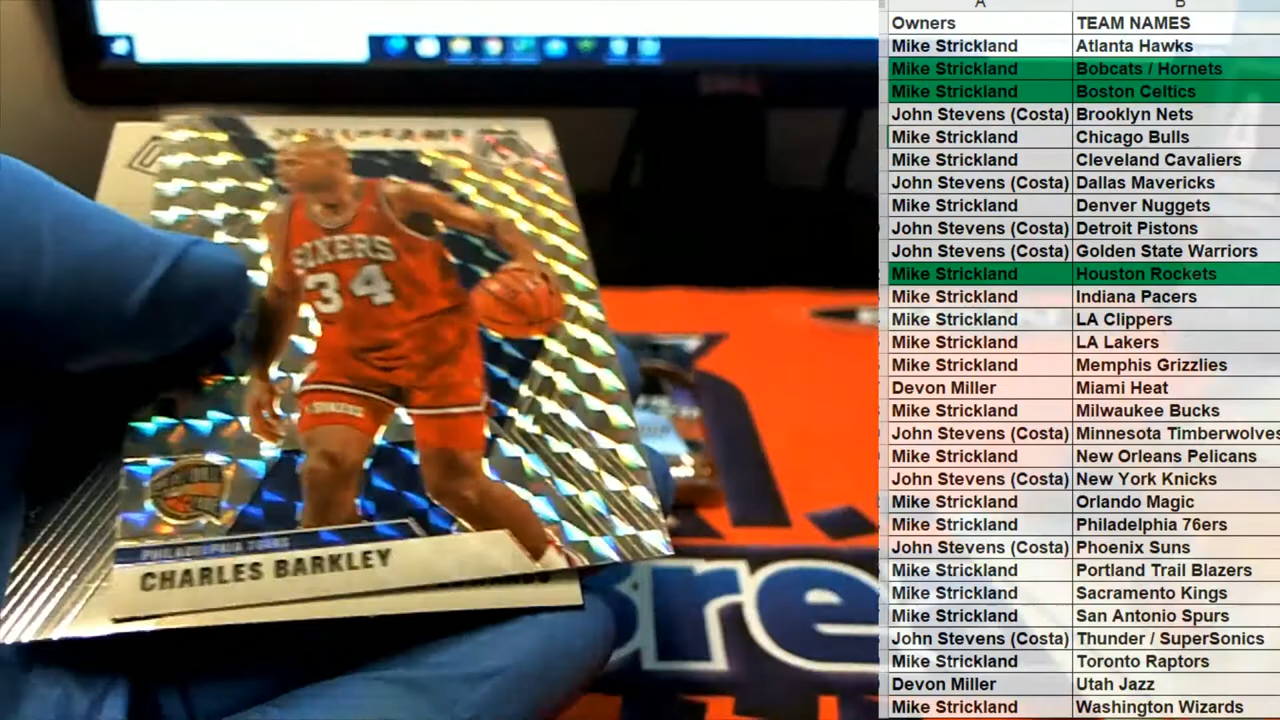 HALL OF FAME
SIXERS
34
PHILADELPHIA 76ERS
CHARLES BARKLEY
re
A B
Owners TEAM NAMES
Mike Strickland Atlanta Hawks
Mike Strickland Bobcats / Hornets
Mike Strickland Boston Celtics
John Stevens (Costa) Brooklyn Nets
Mike Strickland Chicago Bulls
Mike Strickland Cleveland Cavaliers
John Stevens (Costa) Dallas Mavericks
Mike Strickland Denver Nuggets
John Stevens (Costa) Detroit Pistons
John Stevens (Costa) Golden State Warriors
Mike Strickland Houston Rockets
Mike Strickland Indiana Pacers
Mike Strickland LA Clippers
Mike Strickland LA Lakers
Mike Strickland Memphis Grizzlies
Devon Miller Miami Heat
Mike Strickland Milwaukee Bucks
John Stevens (Costa) Minnesota Timberwolves
Mike Strickland New Orleans Pelicans
John Stevens (Costa) New York Knicks
Mike Strickland Orlando Magic
Mike Strickland Philadelphia 76ers
John Stevens (Costa) Phoenix Suns
Mike Strickland Portland Trail Blazers
Mike Strickland Sacramento Kings
Mike Strickland San Antonio Spurs
John Stevens (Costa) Thunder / SuperSonics
Mike Strickland Toronto Raptors
Devon Miller Utah Jazz
Mike Strickland Washington Wizards